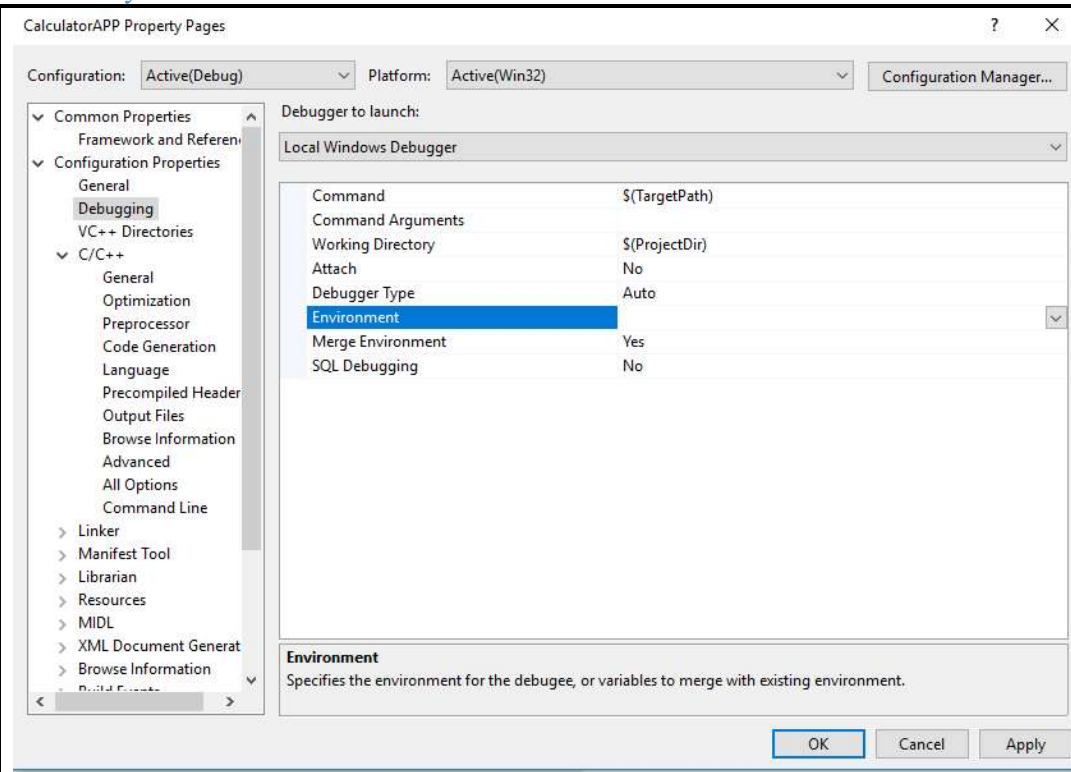 CalculatorAPP Property Pages ? ×
Configuration: Active(Debug) Platform: Active(Win32) Configuration Manager...
Common Properties
Framework and Referen
Configuration Properties
General
Debugging
VC++ Directories
C/C++
General
Optimization
Preprocessor
Code Generation
Language
Precompiled Header
Output Files
Browse Information
Advanced
All Options
Command Line
Linker
Manifest Tool
Librarian
Resources
MIDL
XML Document Generat
Browse Information
Debugger to launch:
Local Windows Debugger
Command $(TargetPath)
Command Arguments
Working Directory $(ProjectDir)
Attach No
Debugger Type Auto
Environment
Merge Environment Yes
SQL Debugging No
Environment
Specifies the environment for the debugee, or variables to merge with existing environment.
OK Cancel Apply